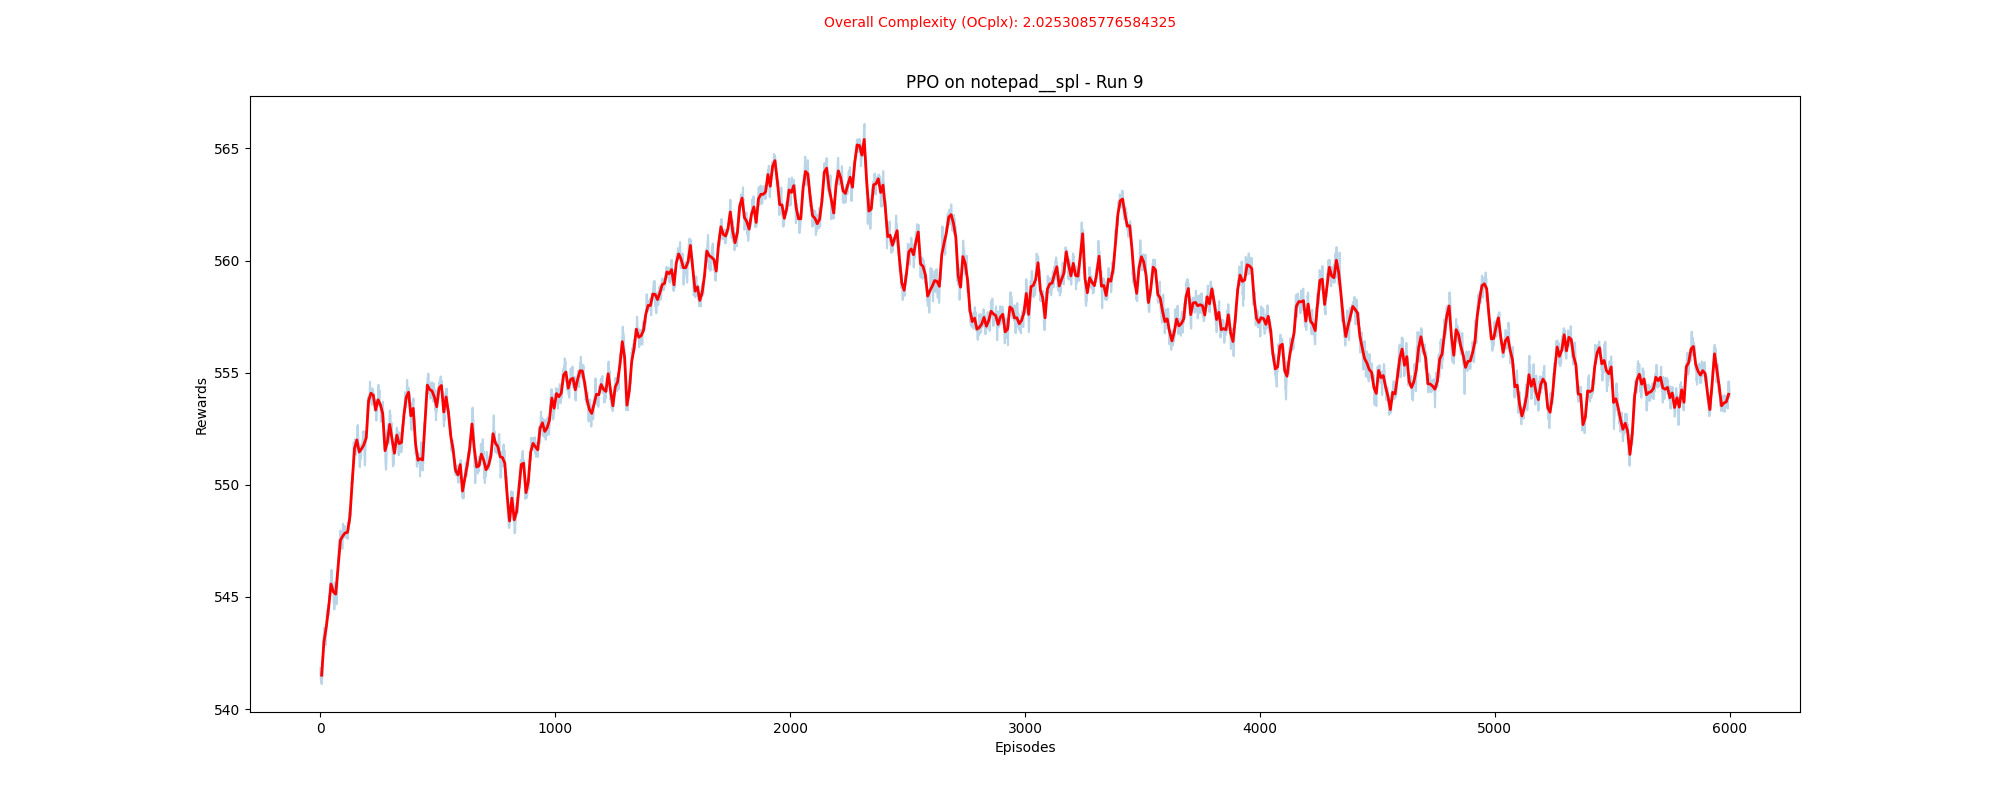 Overall Complexity (OCplx): 2.0253085776584325
PPO on notepad__spl - Run 9
565
560
555
550
545
540
Rewards
0 1000 2000 3000 4000 5000 6000
Episodes